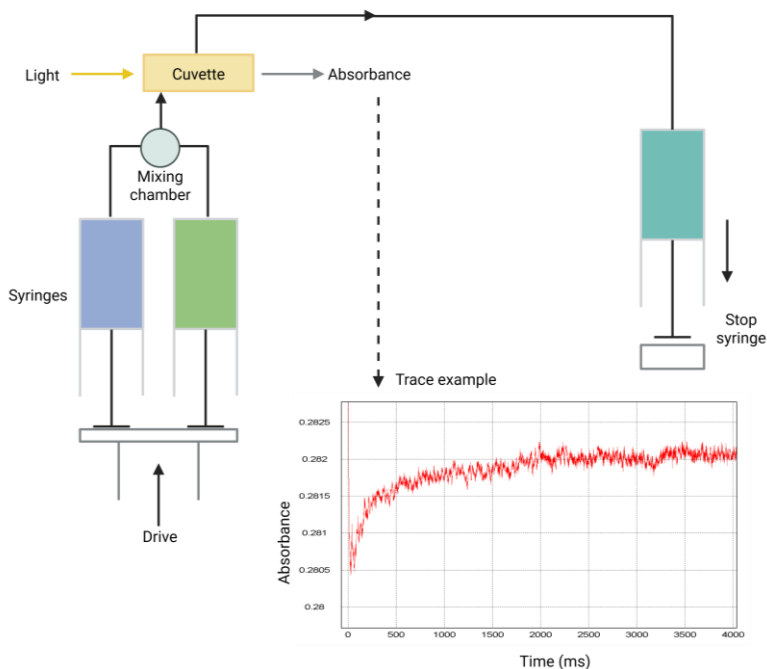 Light
Cuvette
Absorbance
Mixing
chamber
Syringes
Stop
syringe
Drive
Trace example
Absorbance
0.2825
0.282
0.2815
0.281
0.2805
0.28
0
500
1000
1500
2000
2500
3000
3500
4000
Time (ms)